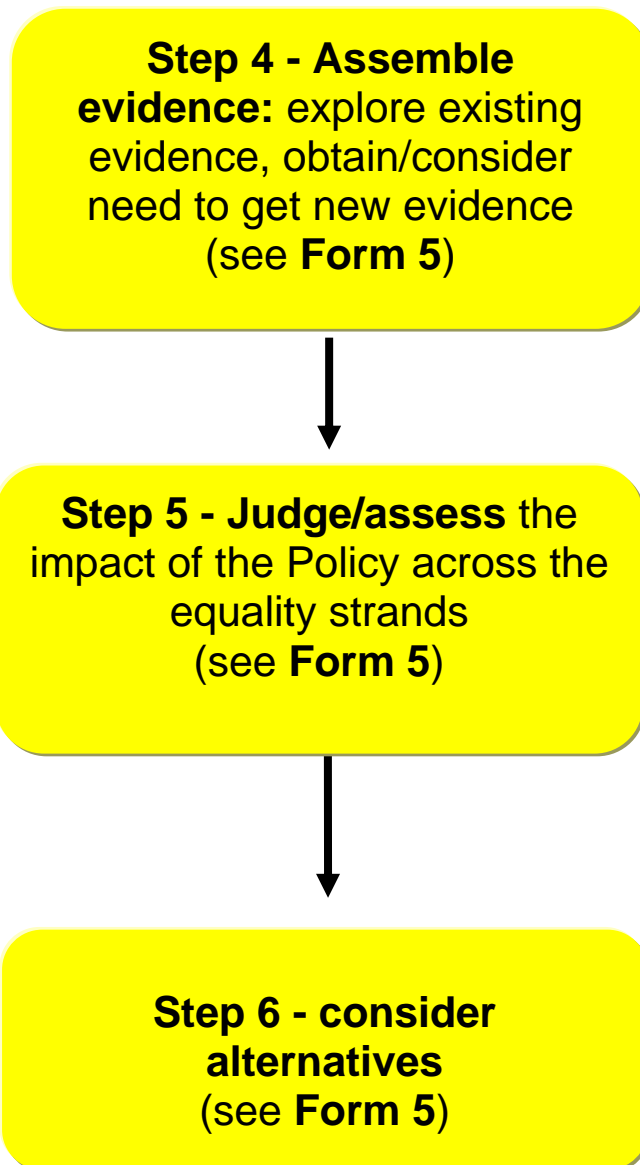 Step 4 - Assemble
evidence: explore existing
evidence, obtain/consider
need to get new evidence
(see Form 5)
Step 5 - Judge/assess the
impact of the Policy across the
equality strands
(see Form 5)
Step 6 - consider
alternatives
(see Form 5)